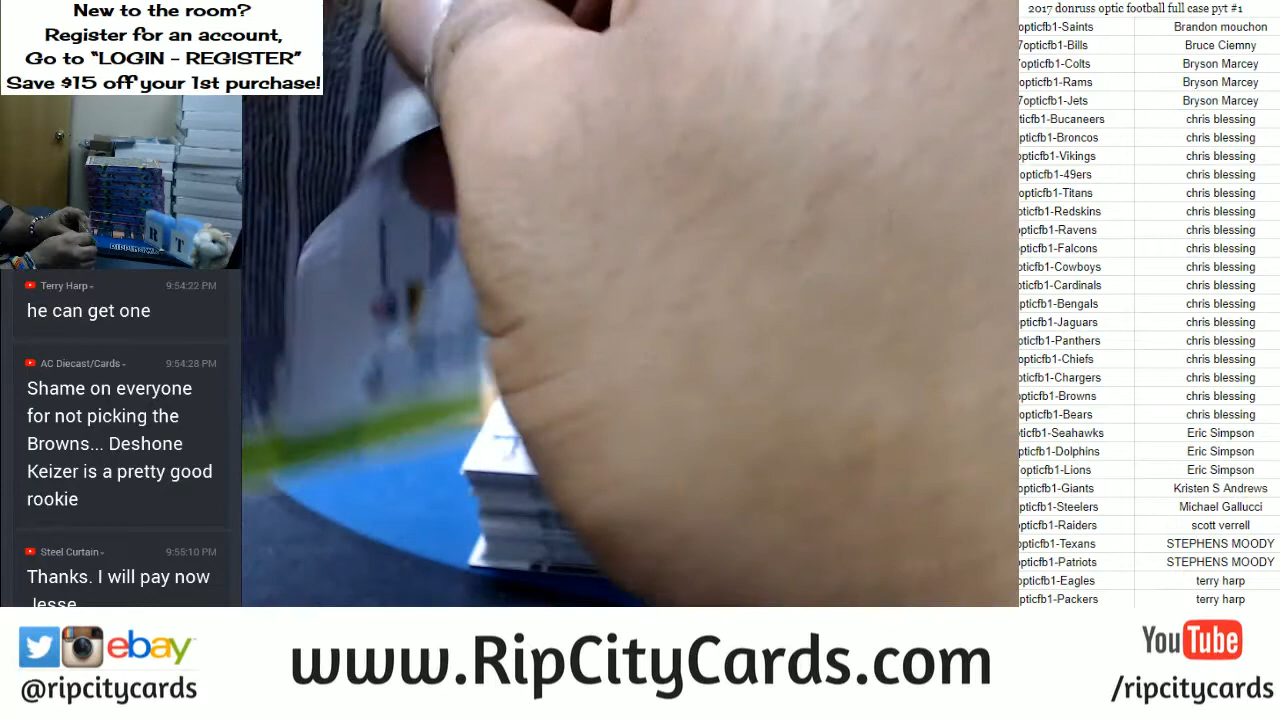 New to the room?
Register for an account,
Go to “LOGIN - REGISTER”
Save $15 off your 1st purchase!
Terry Harp
9:54:22 PM
he can get one
AC Diecast/Cards
9:54:28 PM
Shame on everyone
for not picking the
Browns... Deshone
Keizer is a pretty good
rookie
Steel Curtain
9:55:10 PM
Thanks. I will pay now
2017 donruss optic football full case pyt #1
opticfb1-Saints Brandon mouchon
7opticfb1-Bills Bruce Ciemny
7opticfb1-Colts Bryson Marcey
opticfb1-Rams Bryson Marcey
7opticfb1-Jets Bryson Marcey
opticfb1-Bucaneers chris blessing
opticfb1-Broncos chris blessing
opticfb1-Vikings chris blessing
opticfb1-49ers chris blessing
opticfb1-Titans chris blessing
opticfb1-Redskins chris blessing
opticfb1-Ravens chris blessing
opticfb1-Falcons chris blessing
opticfb1-Cowboys chris blessing
opticfb1-Cardinals chris blessing
opticfb1-Bengals chris blessing
opticfb1-Jaguars chris blessing
opticfb1-Panthers chris blessing
opticfb1-Chiefs chris blessing
opticfb1-Chargers chris blessing
opticfb1-Browns chris blessing
opticfb1-Bears chris blessing
opticfb1-Seahawks Eric Simpson
opticfb1-Dolphins Eric Simpson
opticfb1-Lions Eric Simpson
opticfb1-Giants Kristen S Andrews
opticfb1-Steelers Michael Gallucci
opticfb1-Raiders scott verrell
opticfb1-Texans STEPHENS MOODY
opticfb1-Patriots STEPHENS MOODY
opticfb1-Eagles terry harp
opticfb1-Packers terry harp
R T
ebay
@ripcitycards
www.RipCityCards.com
YouTube
/ripcitycards